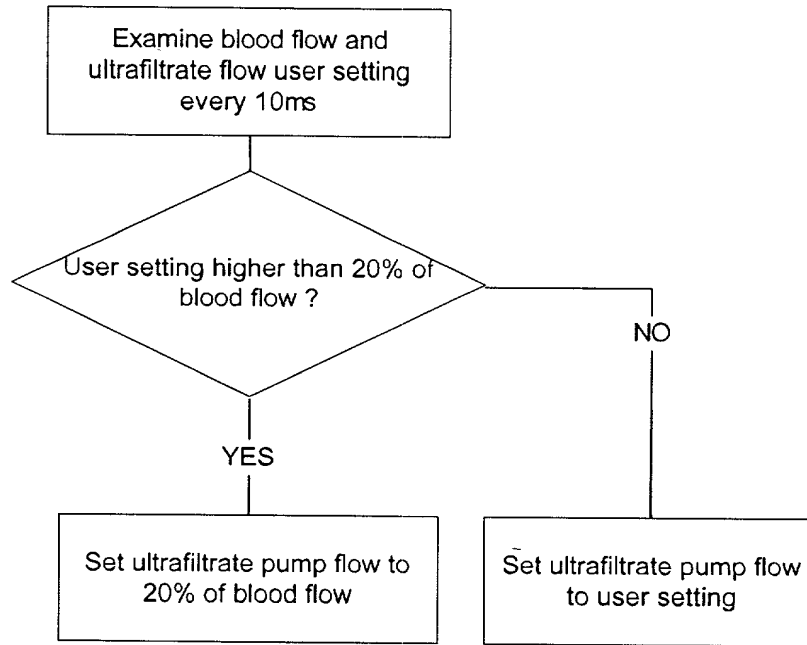 Examine blood flow and
ultrafiltrate flow user setting
every 10ms
User setting higher than 20% of
blood flow ?
NO
YES
Set ultrafiltrate pump flow to
20% of blood flow
Set ultrafiltrate pump flow
to user setting